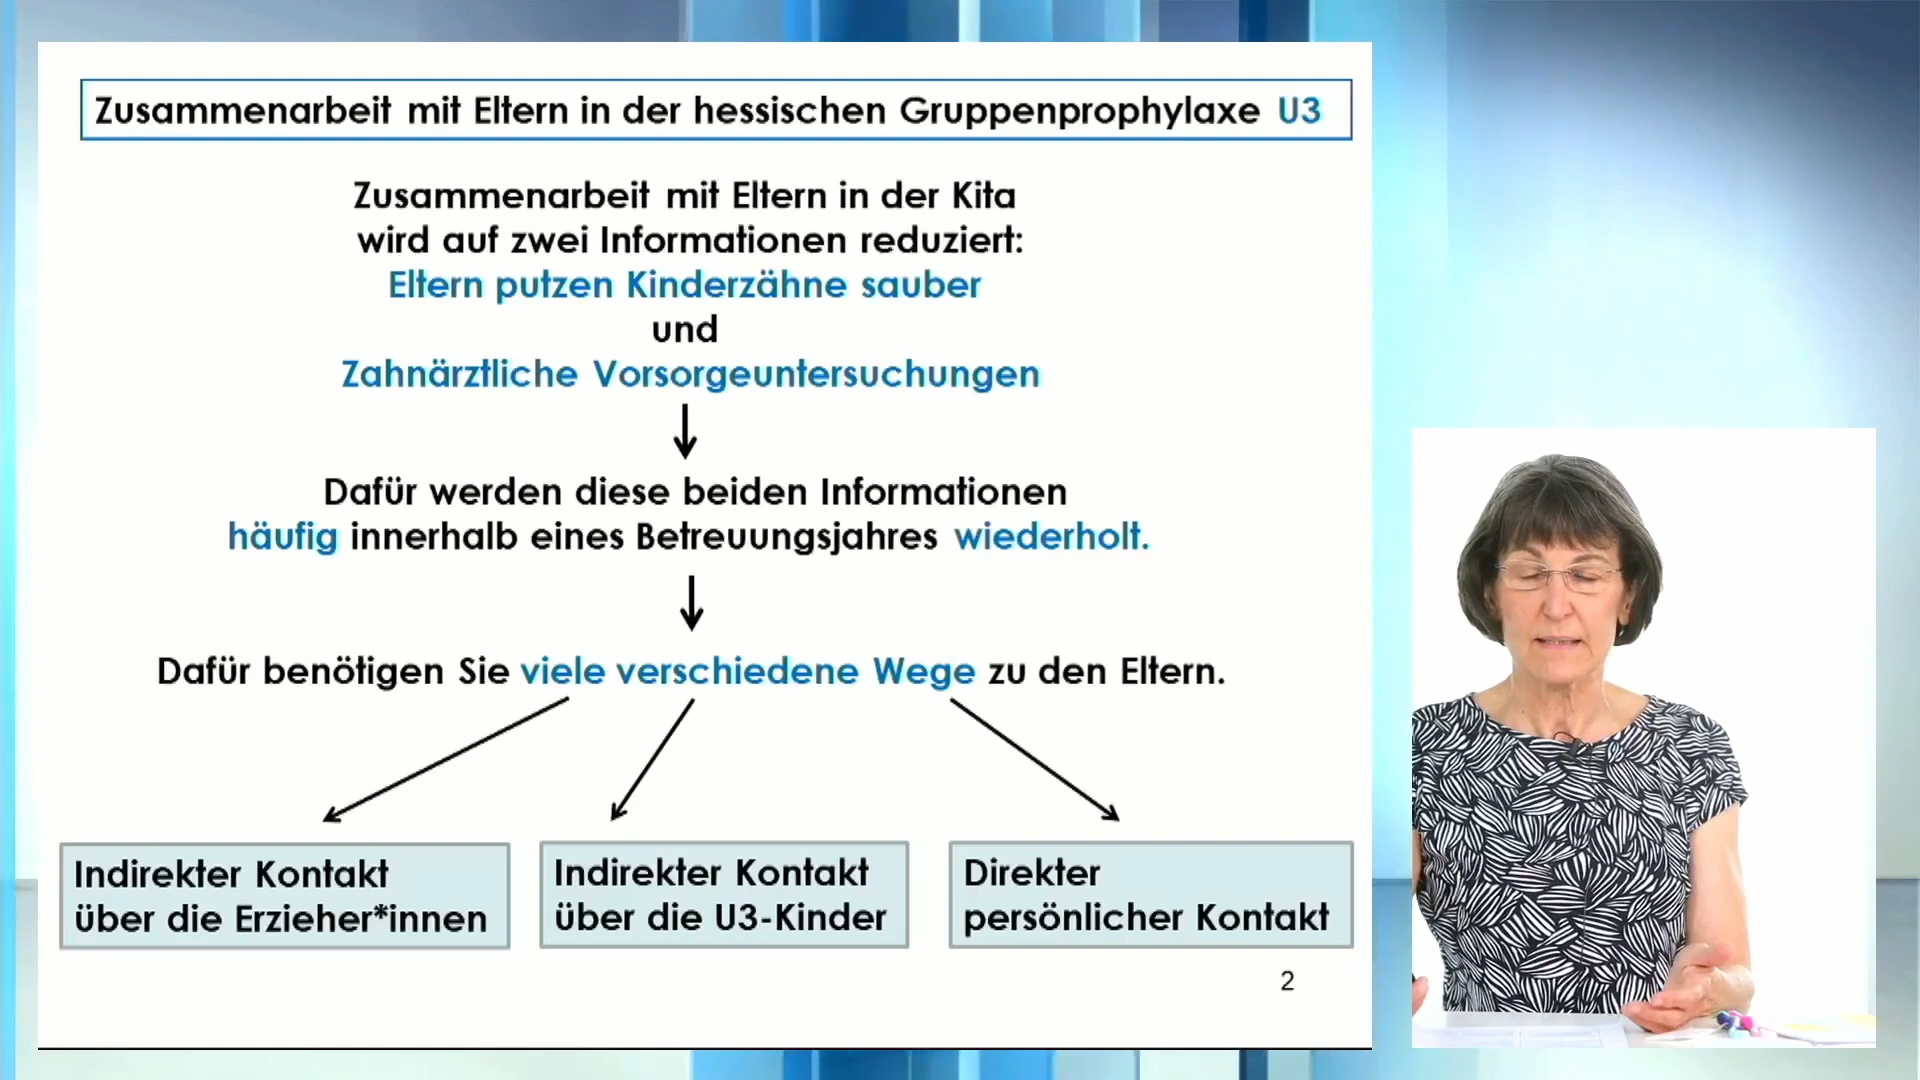 Zusammenarbeit mit Eltern in der hessischen Gruppenprophylaxe U3
Zusammenarbeit mit Eltern in der Kita
wird auf zwei Informationen reduziert:
Eltern putzen Kinderzähne sauber
und
Zahnärztliche Vorsorgeuntersuchungen
Dafür werden diese beiden Informationen
häufig innerhalb eines Betreuungsjahres wiederholt.
Dafür benötigen Sie viele verschiedene Wege zu den Eltern.
Indirekter Kontakt
über die Erzieher*innen
Indirekter Kontakt
über die U3-Kinder
Direkter
persönlicher Kontakt
2